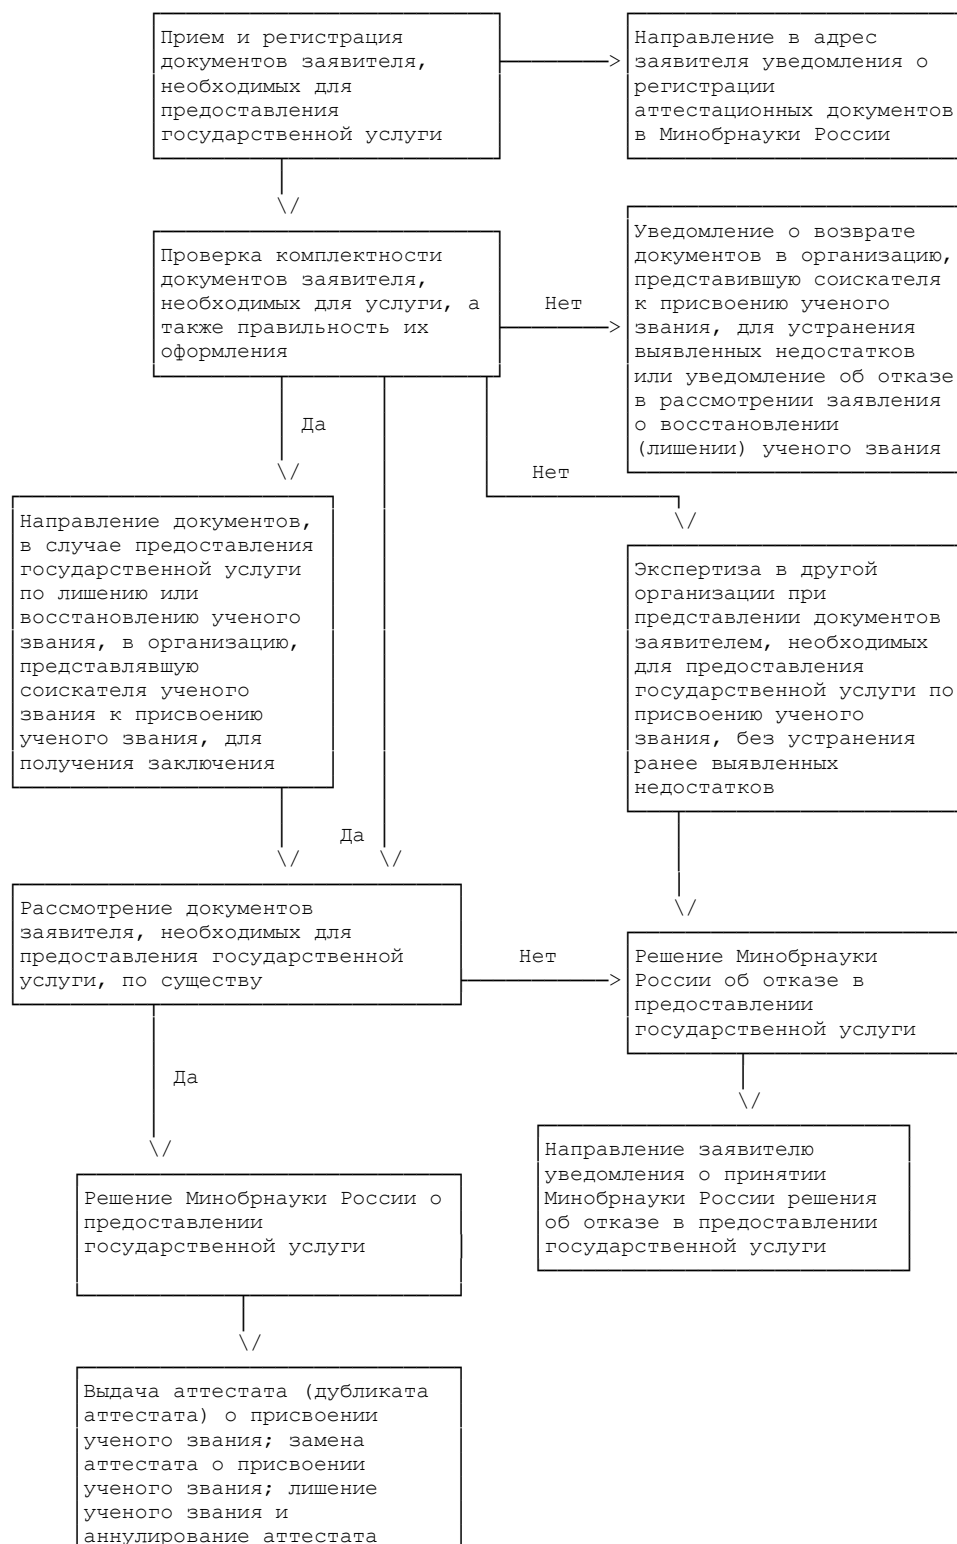 Прием и регистрация
документов заявителя,
необходимых для
предоставления
государственной услуги
Направление в адрес
заявителя уведомления о
регистрации
аттестационных документов
в Минобрнауки России
Проверка комплектности
документов заявителя,
необходимых для услуги, а
также правильность их
оформления
Нет
Уведомление о возврате
документов в организацию,
представившую соискателя
к присвоению ученого
звания, для устранения
выявленных недостатков
или уведомление об отказе
в рассмотрении заявления
о восстановлении
(лишении) ученого звания
Да
Нет
Направление документов,
в случае предоставления
государственной услуги
по лишению или
восстановлению ученого
звания, в организацию,
представлявшую
соискателя ученого
звания к присвоению
ученого звания, для
получения заключения
Экспертиза в другой
организации при
представлении документов
заявителем, необходимых
для предоставления
государственной услуги по
присвоению ученого
звания, без устранения
ранее выявленных
недостатков
Да
Рассмотрение документов
заявителя, необходимых для
предоставления государственной
услуги, по существу
Нет
Решение Минобрнауки
России об отказе в
предоставлении
государственной услуги
Да
Направление заявителю
уведомления о принятии
Минобрнауки России решения
об отказе в предоставлении
государственной услуги
Решение Минобрнауки России о
предоставлении
государственной услуги
Выдача аттестата (дубликата
аттестата) о присвоении
ученого звания; замена
аттестата о присвоении
ученого звания; лишение
ученого звания и
аннулирование аттестата